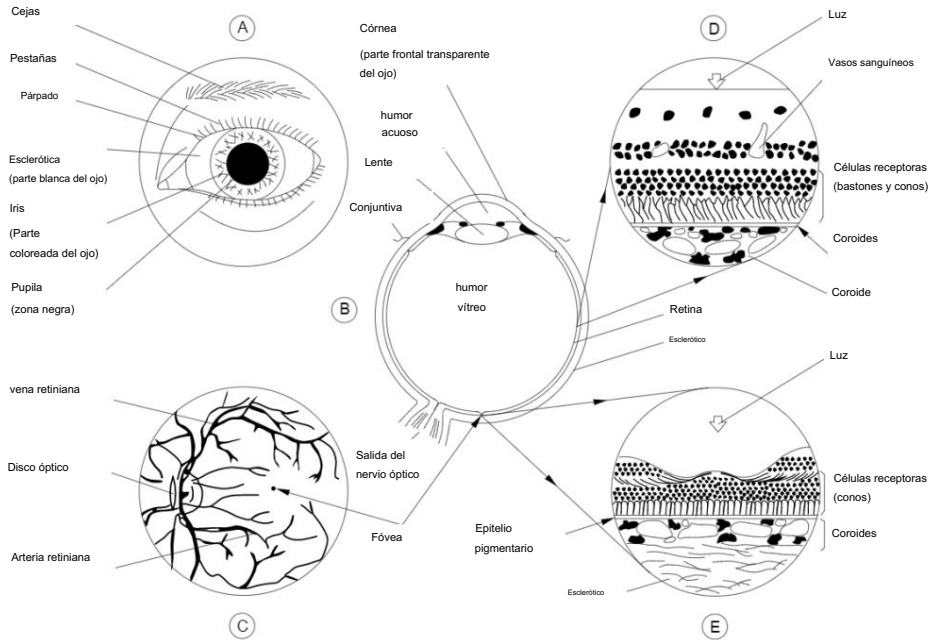 Cejas
A
Pestañas
Párpado
Esclerótica
(parte blanca del ojo)
Iris
(Parte
coloreada del ojo)
Pupila
(zona negra)
Córnea
(parte frontal transparente
del ojo)
humor
acuoso
Lente
Conjuntiva
humor
vítreo
B
Retina
Esclerótico
Salida del
nervio óptico
Fóvea
D
Luz
Vasos sanguíneos
Células receptoras
(bastones y conos)
Coroides
Coroide
vena retiniana
Disco óptico
Arteria retiniana
C
Luz
Células receptoras
(conos)
Epitelio
pigmentario
Coroides
Esclerótico
E